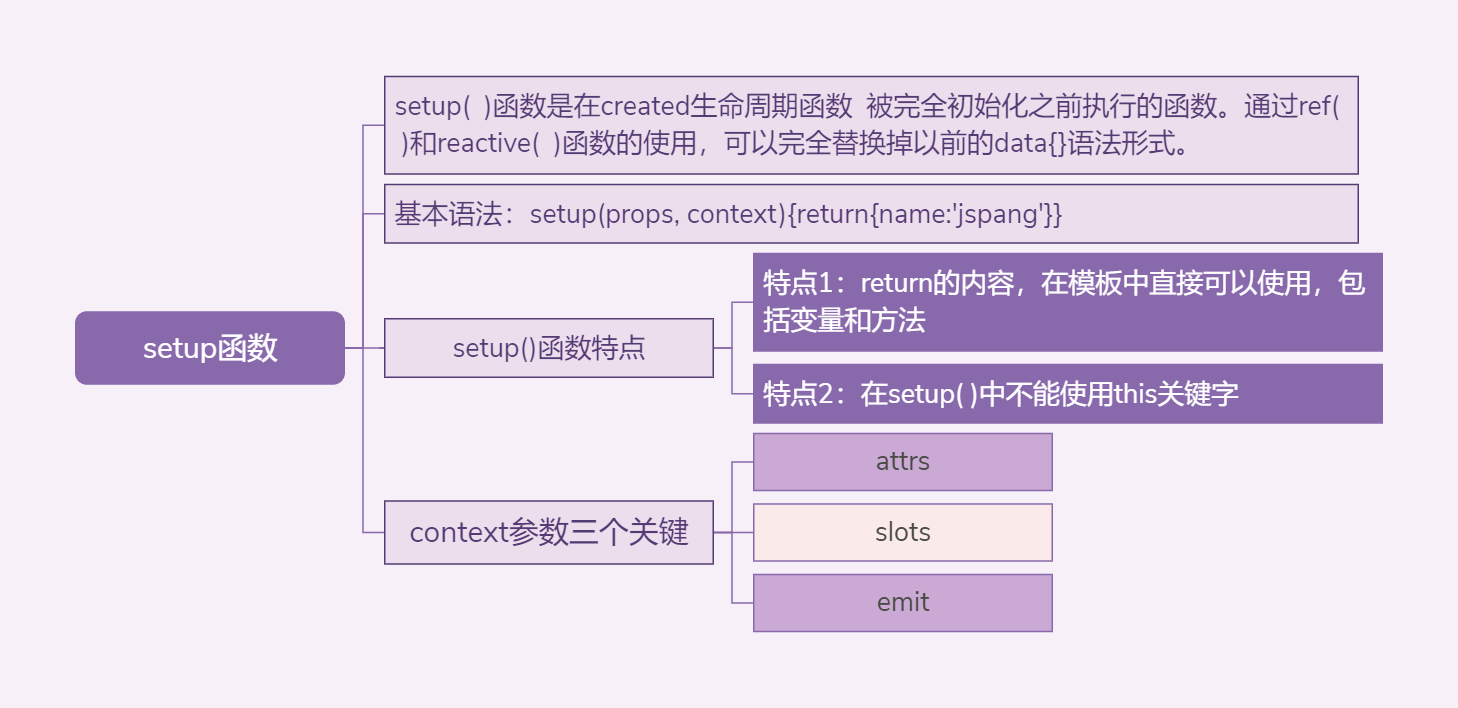 setup(  )函数是在created生命周期函数  被完全初始化之前执行的函数。通过ref(
)和reactive(  )函数的使用，可以完全替换掉以前的data{}语法形式。
基本语法：setup(props, context){return{name:'jspang'}}
setup函数
setup()函数特点
特点1：return的内容，在模板中直接可以使用，包
括变量和方法
特点2：在setup( )中不能使用this关键字
context参数三个关键
attrs
slots
emit